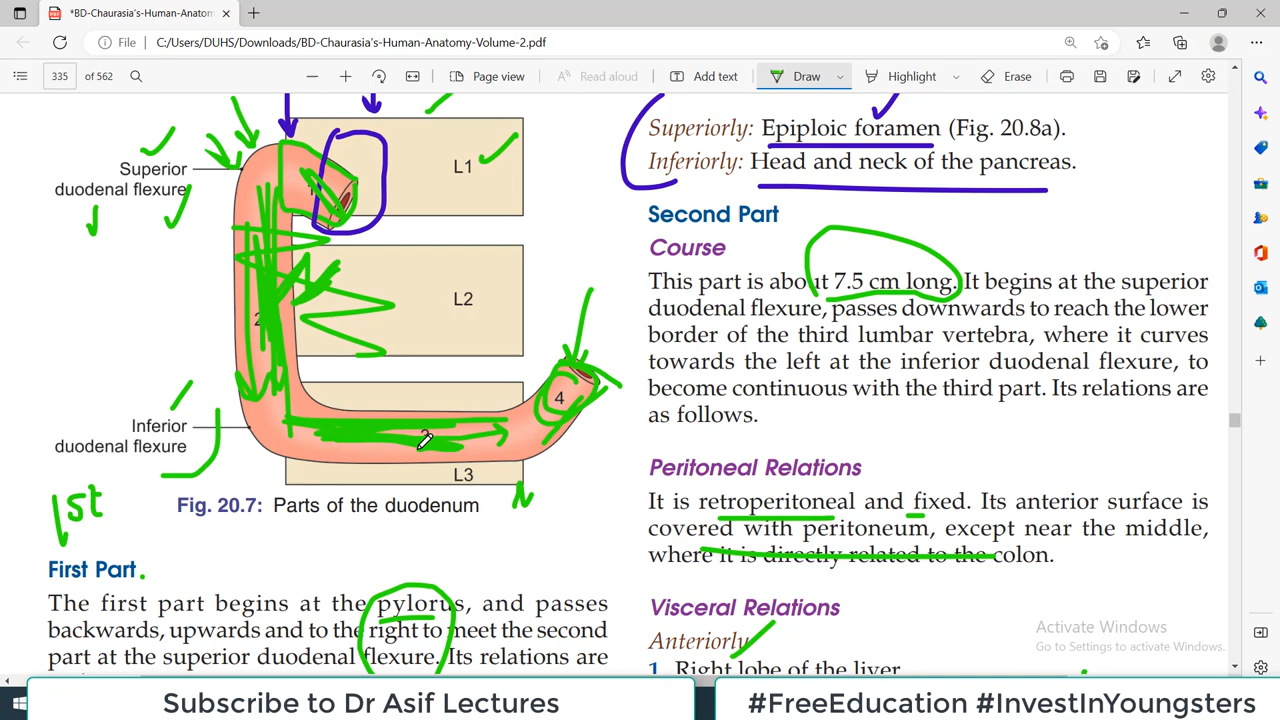 *BD-Chaurasia's-Human-Anatom
File
C:/Users/DUHS/Downloads/BD-Chaurasia's-Human-Anatomy-Volume-2.pdf
335
of 562
Page view
Read aloud
Add text
Draw
Highlight
Erase
Superior
duodenal flexure
Inferior
duodenal flexure
L1
L2
L3
2
4
Fig. 20.7: Parts of the duodenum
1st
First Part
The first part begins at the pylorus, and passes
backwards, upwards and to the right to meet the second
part at the superior duodenal flexure. Its relations are
Superiorly: Epiploic foramen (Fig. 20.8a).
Inferiorly: Head and neck of the pancreas.
Second Part
Course
This part is about 7.5 cm long. It begins at the superior
duodenal flexure, passes downwards to reach the lower
border of the third lumbar vertebra, where it curves
towards the left at the inferior duodenal flexure, to
become continuous with the third part. Its relations are
as follows.
Peritoneal Relations
It is retroperitoneal and fixed. Its anterior surface is
covered with peritoneum, except near the middle,
where it is directly related to the colon.
Visceral Relations
Anteriorly
1 Right lobe of the liver
Activate Windows
Go to Settings to activate Windows.
Subscribe to Dr Asif Lectures
#FreeEducation #InvestInYoungsters